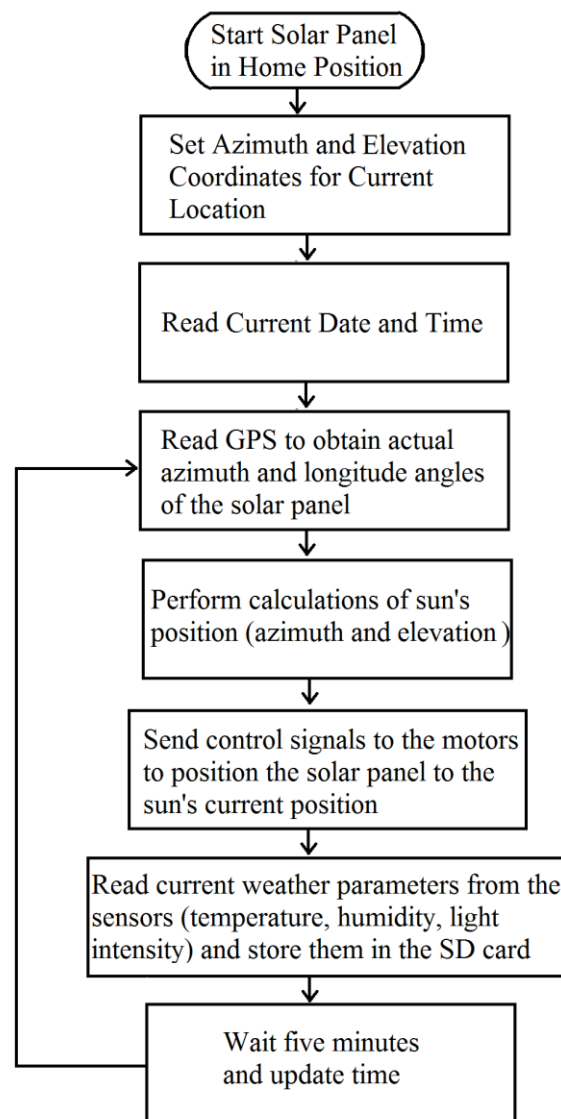 Start Solar Panel
in Home Position
Set Azimuth and Elevation
Coordinates for Current
Location
Read Current Date and Time
Read GPS to obtain actual
azimuth and longitude angles
of the solar panel
Perform calculations of sun's
position (azimuth and elevation)
Send control signals to the motors
to position the solar panel to the
sun's current position
Read current weather parameters from the
sensors (temperature, humidity, light
intensity) and store them in the SD card
Wait five minutes
and update time